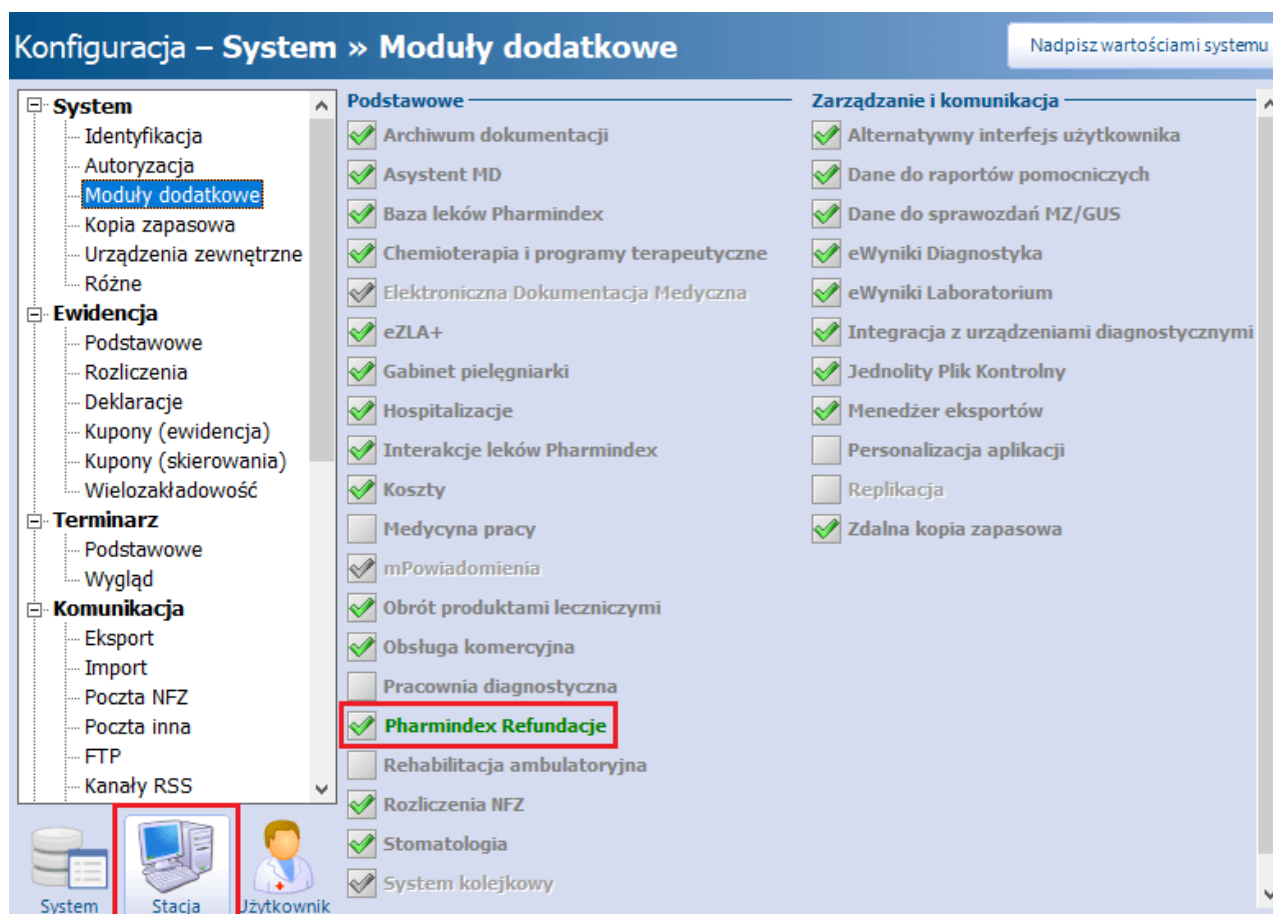 Konfiguracja – System » Moduły dodatkowe
Nadpisz wartościami systemu
System
Identyfikacja
Autoryzacja
Moduły dodatkowe
Kopia zapasowa
Urządzenia zewnętrzne
Różne
Ewidencja
Podstawowe
Rozliczenia
Deklaracje
Kupony (ewidencja)
Kupony (skierowania)
Wielozakładowość
Terminarz
Podstawowe
Wygląd
Komunikacja
Eksport
Import
Poczta NFZ
Poczta inna
FTP
Kanały RSS
System
Stacja
Użytkownik
Podstawowe
Archiwum dokumentacji
Asystent MD
Baza leków Pharmindex
Chemioterapia i programy terapeutyczne
Elektroniczna Dokumentacja Medyczna
eZLA+
Gabinet pielęgniarki
Hospitalizacje
Interakcje leków Pharmindex
Koszty
Medycyna pracy
mPowiadomienia
Obrót produktami leczniczymi
Obsługa komercyjna
Pracownia diagnostyczna
Pharmindex Refundacje
Rehabilitacja ambulatoryjna
Rozliczenia NFZ
Stomatologia
System kolejkowy
Zarządzanie i komunikacja
Alternatywny interfejs użytkownika
Dane do raportów pomocniczych
Dane do sprawozdań MZ/GUS
eWyniki Diagnostyka
eWyniki Laboratorium
Integracja z urządzeniami diagnostycznymi
Jednolity Plik Kontrolny
Menedżer eksportów
Personalizacja aplikacji
Replikacja
Zdalna kopia zapasowa